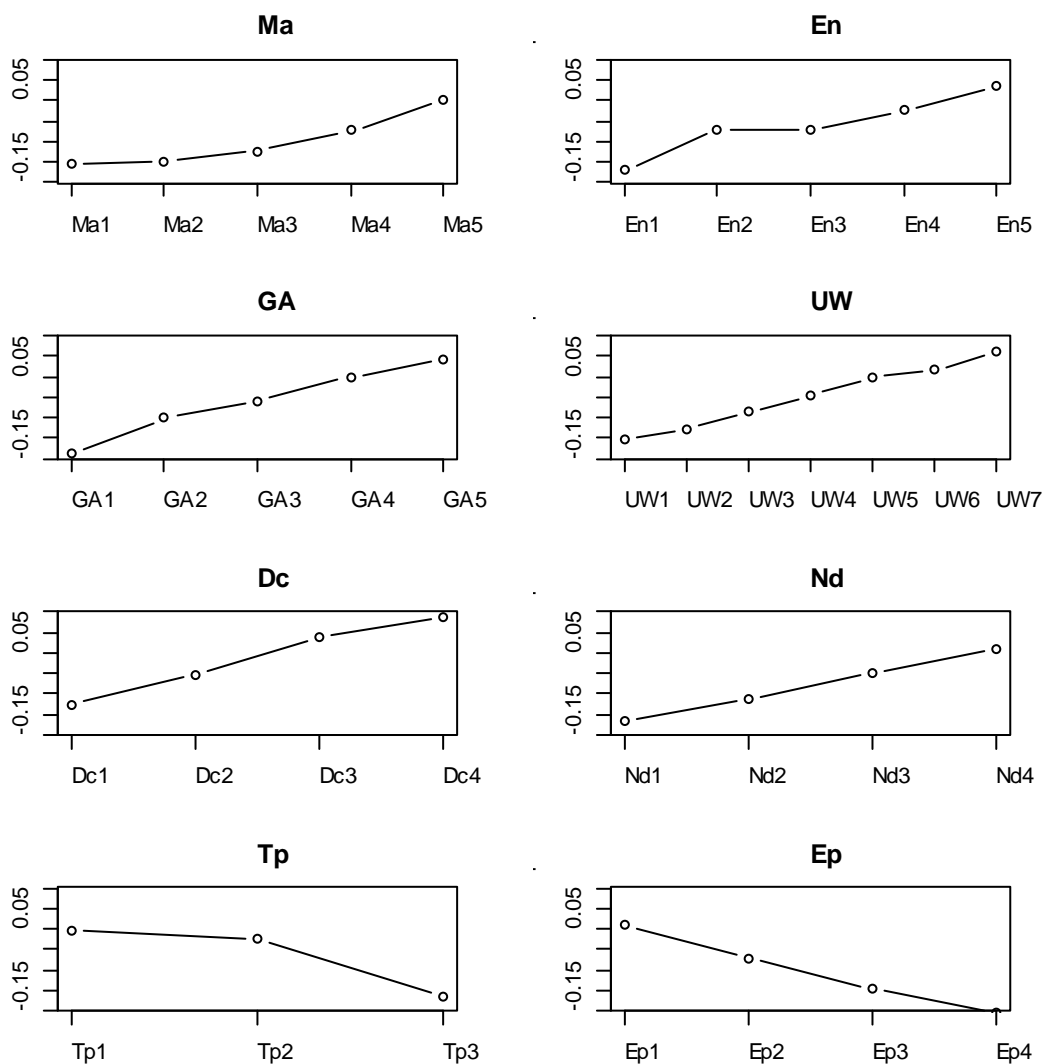 Ma
0.05
-0.15
Ma1 Ma2 Ma3 Ma4 Ma5
En
0.05
-0.15
En1 En2 En3 En4 En5
GA
0.05
-0.15
GA1 GA2 GA3 GA4 GA5
UW
0.05
-0.15
UW1 UW2 UW3 UW4 UW5 UW6 UW7
Dc
0.05
-0.15
Dc1 Dc2 Dc3 Dc4
Nd
0.05
-0.15
Nd1 Nd2 Nd3 Nd4
Tp
0.05
-0.15
Tp1 Tp2 Tp3
Ep
0.05
-0.15
Ep1 Ep2 Ep3 Ep4